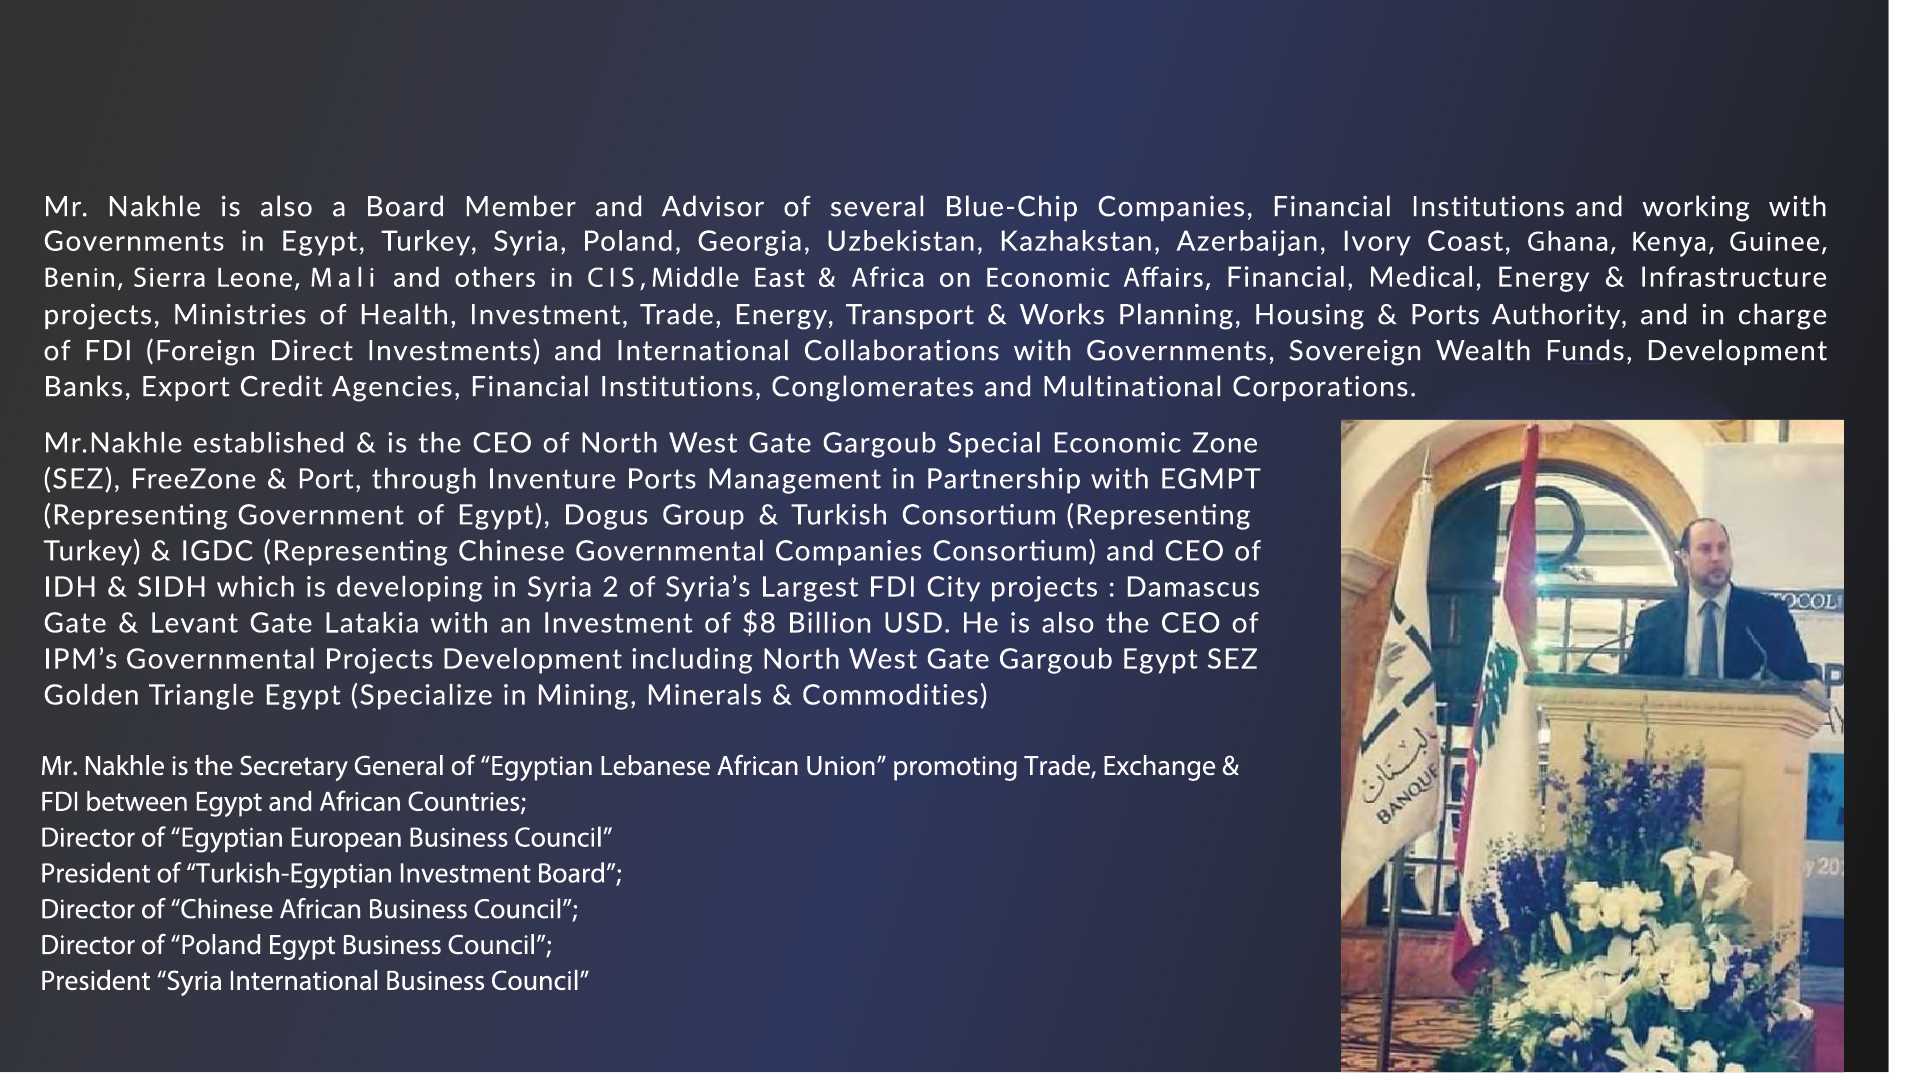 Mr. Nakhle is also a Board Member and Advisor of several Blue-Chip Companies, Financial Institutions and working with
Governments in Egypt, Turkey, Syria, Poland, Georgia, Uzbekistan, Kazhakstan, Azerbaijan, Ivory Coast, Ghana, Kenya, Guinee,
Benin, Sierra Leone, Mali and others in CIS, Middle East & Africa on Economic Affairs, Financial, Medical, Energy & Infrastructure
projects, Ministries of Health, Investment, Trade, Energy, Transport & Works Planning, Housing & Ports Authority, and in charge
of FDI (Foreign Direct Investments) and International Collaborations with Governments, Sovereign Wealth Funds, Development
Banks, Export Credit Agencies, Financial Institutions, Conglomerates and Multinational Corporations.
Mr.Nakhle established & is the CEO of North West Gate Gargoub Special Economic Zone
(SEZ), FreeZone & Port, through Inventure Ports Management in Partnership with EGMPT
(Representing Government of Egypt), Dogus Group & Turkish Consortium (Representing
Turkey) & IGDC (Representing Chinese Governmental Companies Consortium) and CEO of
IDH & SIDH which is developing in Syria 2 of Syria’s Largest FDI City projects : Damascus
Gate & Levant Gate Latakia with an Investment of $8 Billion USD. He is also the CEO of
IPM’s Governmental Projects Development including North West Gate Gargoub Egypt SEZ
Golden Triangle Egypt (Specialize in Mining, Minerals & Commodities)
Mr. Nakhle is the Secretary General of “Egyptian Lebanese African Union” promoting Trade, Exchange &
FDI between Egypt and African Countries;
Director of “Egyptian European Business Council”
President of “Turkish-Egyptian Investment Board”;
Director of “Chinese African Business Council”;
Director of “Poland Egypt Business Council”;
President “Syria International Business Council”
BANQUE